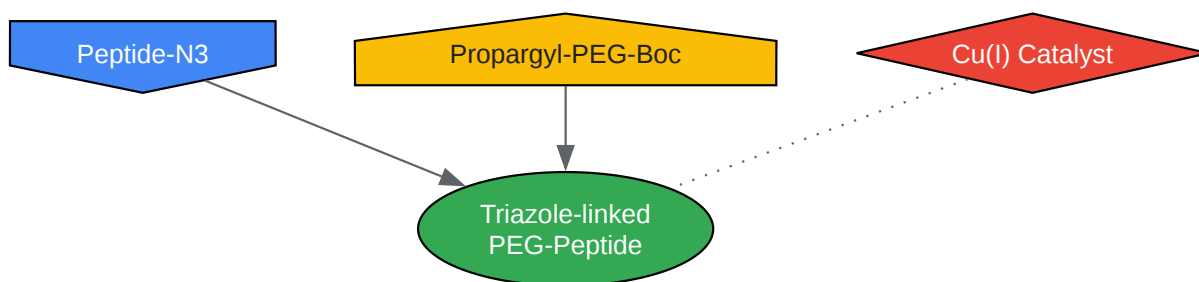 Peptide-N3
Propargyl-PEG-Boc
Cu(I) Catalyst
Triazole-linked
PEG-Peptide